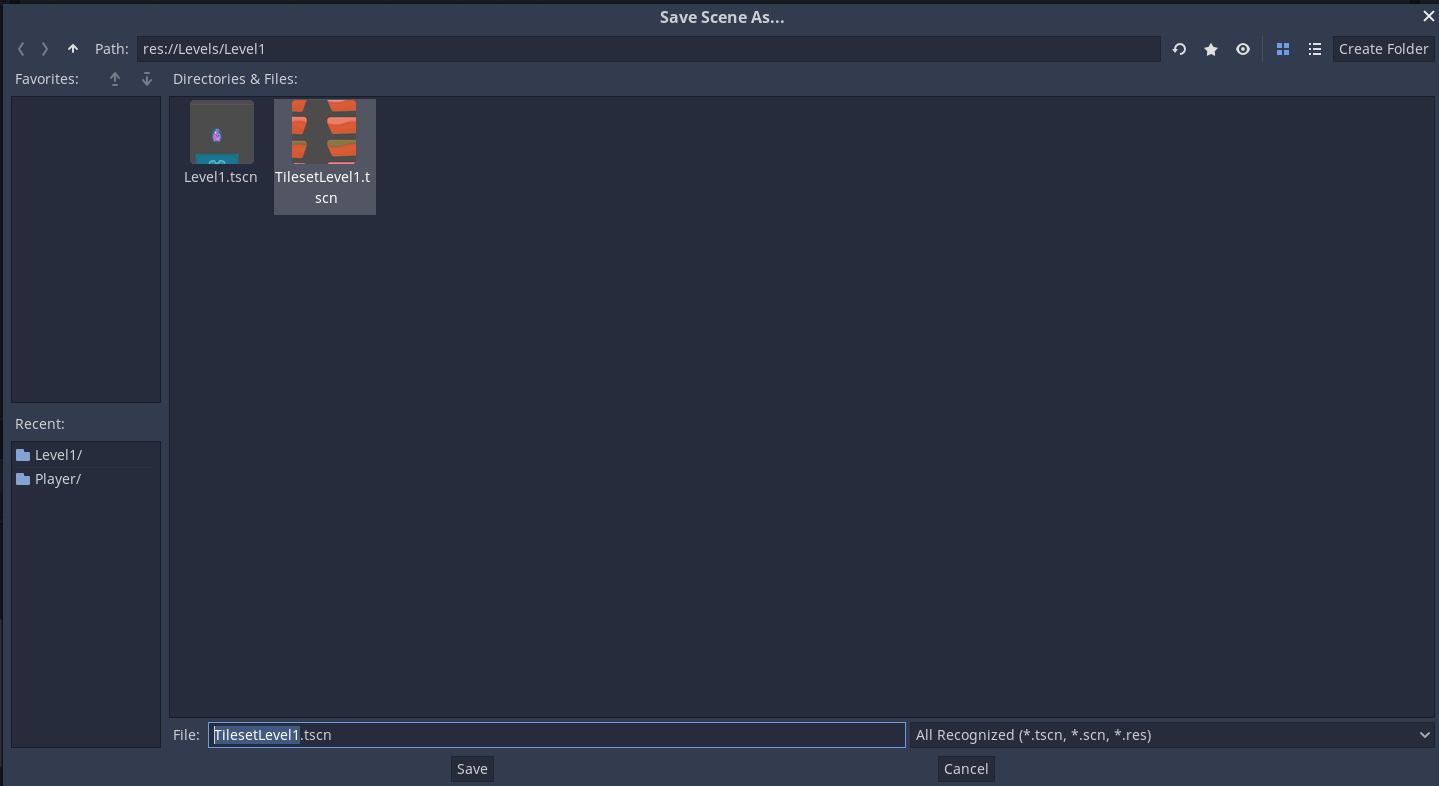 Save Scene As...
Path: res://Levels/Level1 Create Folder
Favorites: Directories & Files:
Level1.tscn
TilesetLevel1.t
scn
Recent:
Level1/
Player/
File: TilesetLevel1.tscn All Recognized (*.tscn, *.scn, *.res)
Save Cancel